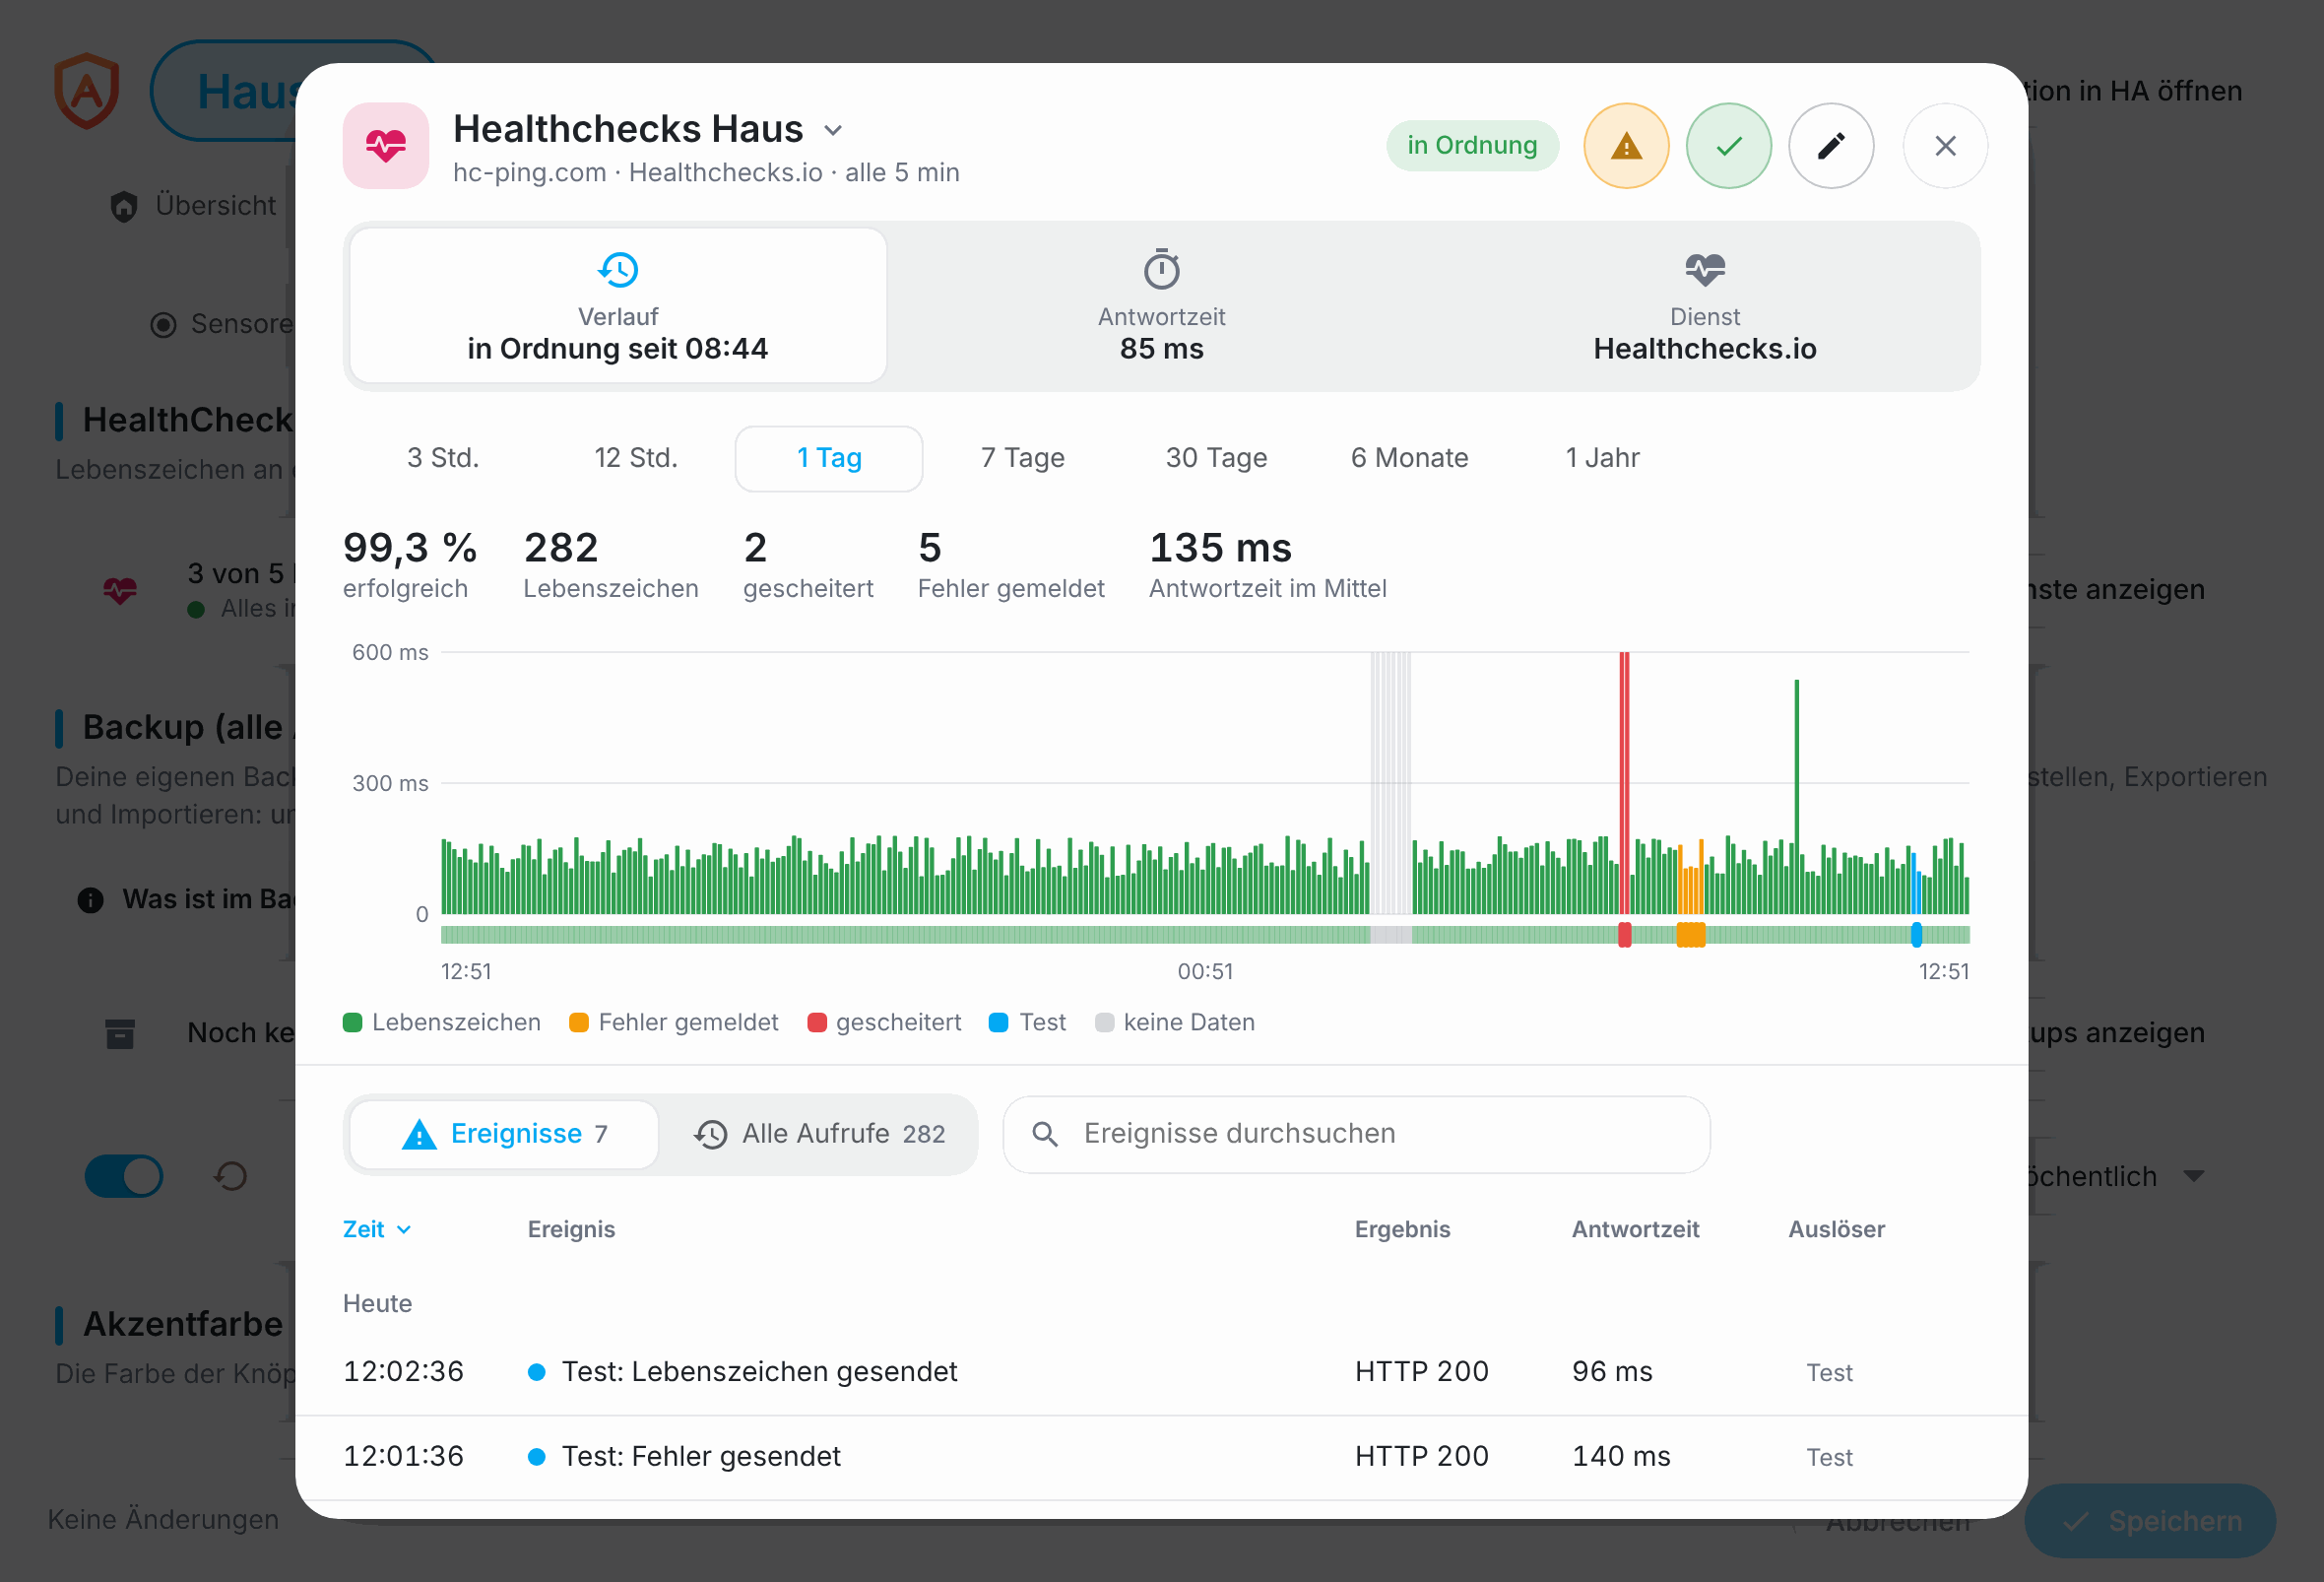 Haus
tion in HA öffnen
Healthchecks Haus
hc-ping.com · Healthchecks.io · alle 5 min
in Ordnung
Übersicht
Sensore
Verlauf
in Ordnung seit 08:44
Antwortzeit
85 ms
Dienst
Healthchecks.io
HealthCheck
Lebenszeichen an
3 Std.
12 Std.
1 Tag
7 Tage
30 Tage
6 Monate
1 Jahr
99,3 %
erfolgreich
282
Lebenszeichen
2
gescheitert
5
Fehler gemeldet
135 ms
Antwortzeit im Mittel
3 von 5
Alles in
nste anzeigen
600 ms
300 ms
0
12:51
00:51
12:51
Lebenszeichen
Fehler gemeldet
gescheitert
Test
keine Daten
Backup (alle
Deine eigenen Back
und Importieren: un
stellen, Exportieren
Was ist im Ba
Noch ke
ups anzeigen
Ereignisse 7
Alle Aufrufe 282
Ereignisse durchsuchen
öchentlich
Zeit
Ereignis
Ergebnis
Antwortzeit
Auslöser
Heute
12:02:36
Test: Lebenszeichen gesendet
HTTP 200
96 ms
Test
12:01:36
Test: Fehler gesendet
HTTP 200
140 ms
Test
Akzentfarbe
Die Farbe der Knöp
Keine Änderungen
Abbrechen
Speichern